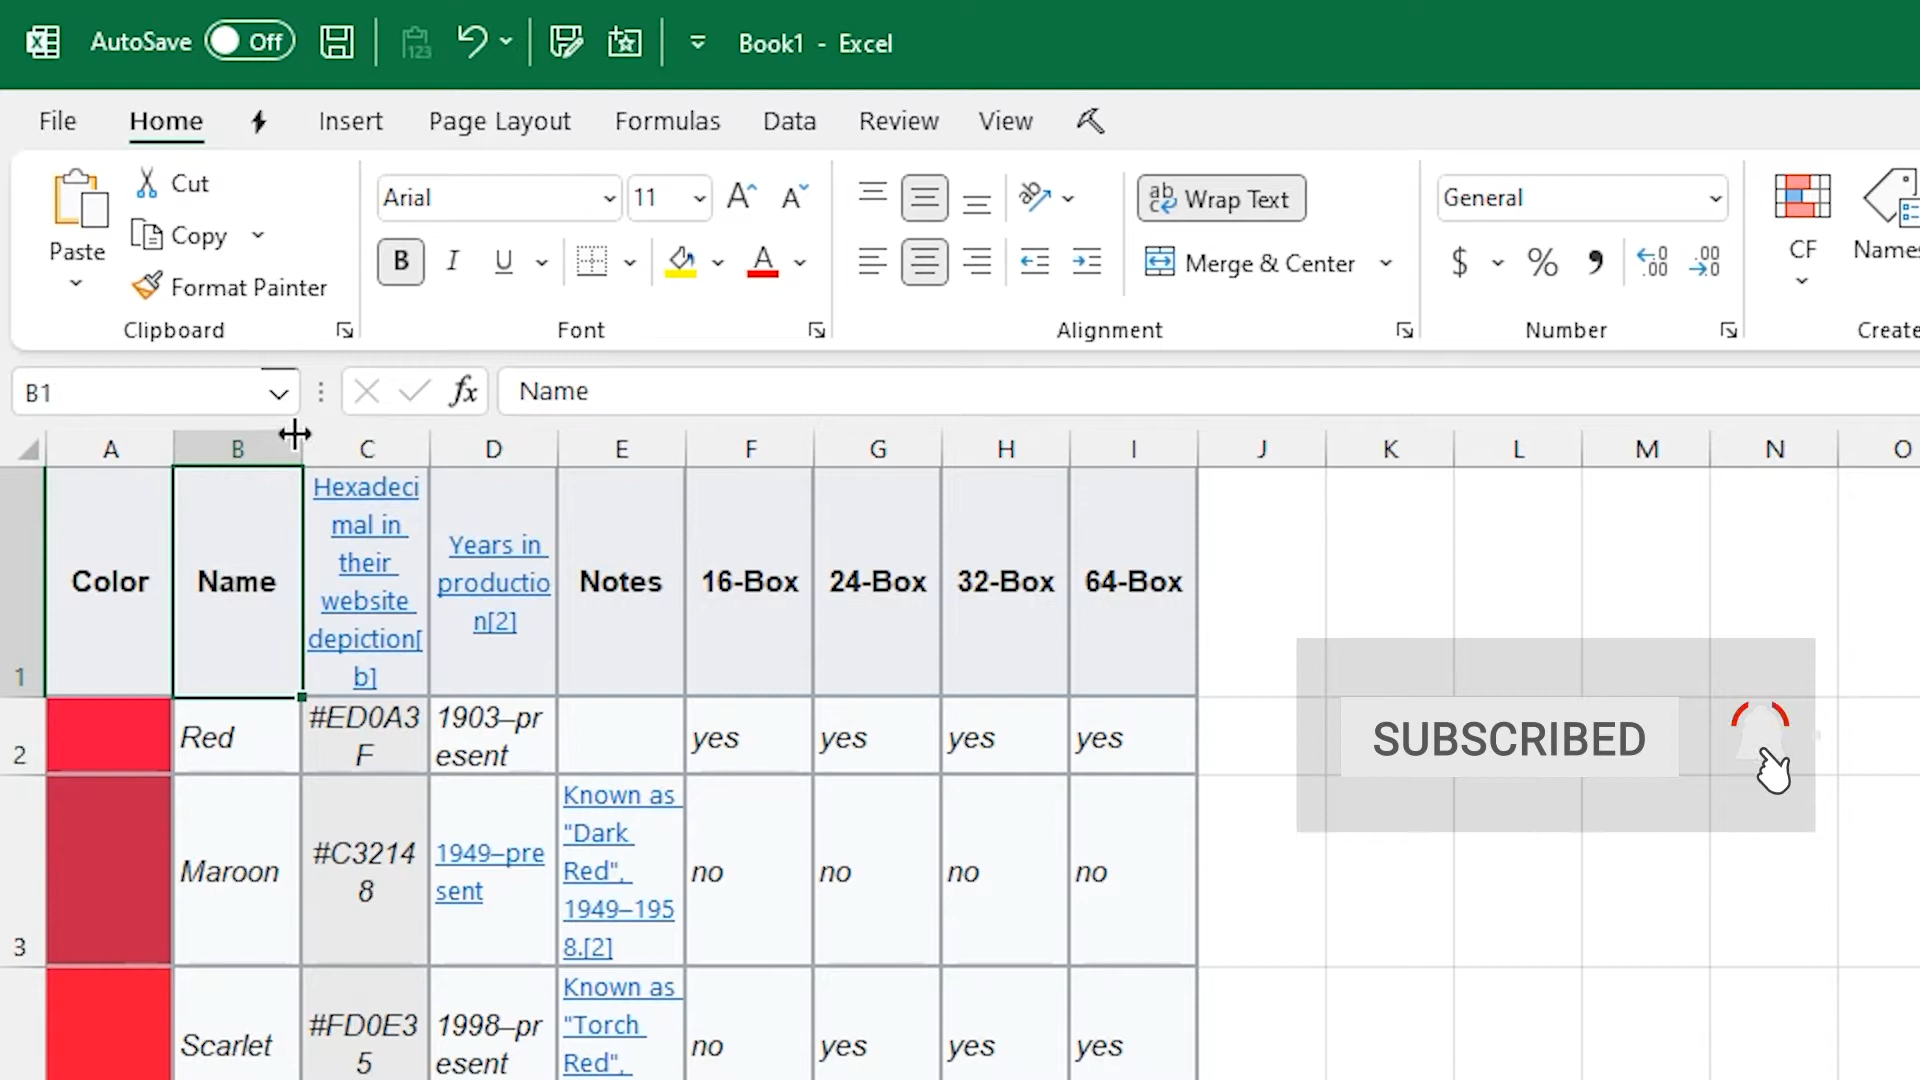 AutoSave Off Book1 - Excel
File Home Insert Page Layout Formulas Data Review View
Paste
Cut
Copy
Format Painter
Clipboard
Arial 11
B I U
Font
Wrap Text
Merge & Center
Alignment
General
$ % 9
Number
CF
Names
Create
B1 fx Name
A B C D E F G H I J K L M N O
1
Color
Name
Hexadeci
mal in
their
website
depiction[
b]
Years in
productio
n[2]
Notes
16-Box
24-Box
32-Box
64-Box
2
Red
#ED0A3
F
1903–pr
esent
yes
yes
yes
yes
3
Maroon
#C3214
8
1949–pre
sent
Known as
"Dark
Red",
1949–195
8.[2]
no
no
no
no
Scarlet
#FD0E3
5
1998–pr
esent
Known as
"Torch
Red",
no
yes
yes
yes
SUBSCRIBED